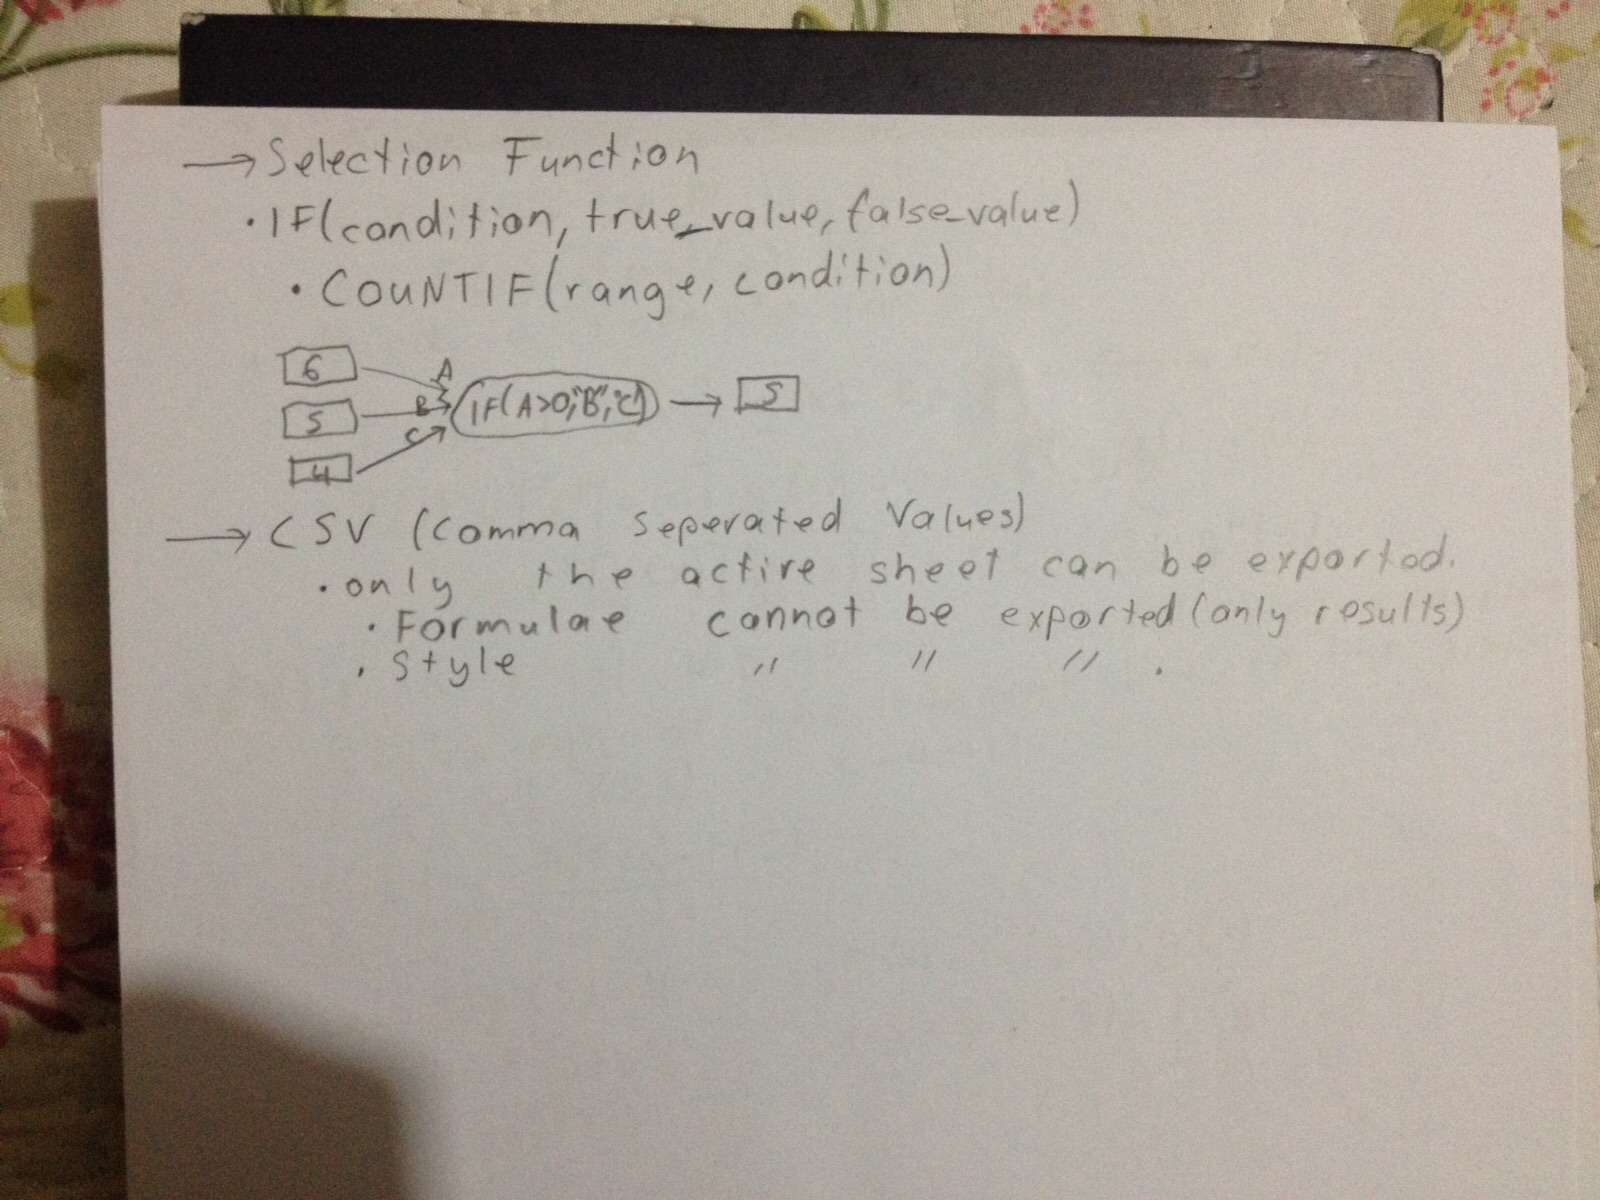 → Selection Function
• IF(condition, true_value, false_value)
• COUNTIF(range, condition)
6
A
5
B
IF(A>0,"B","C") → 5
4
C
→ CSV (Comma Seperated Values)
• only the active sheet can be exported.
• Formulae cannot be exported (only results)
• Style " " " .